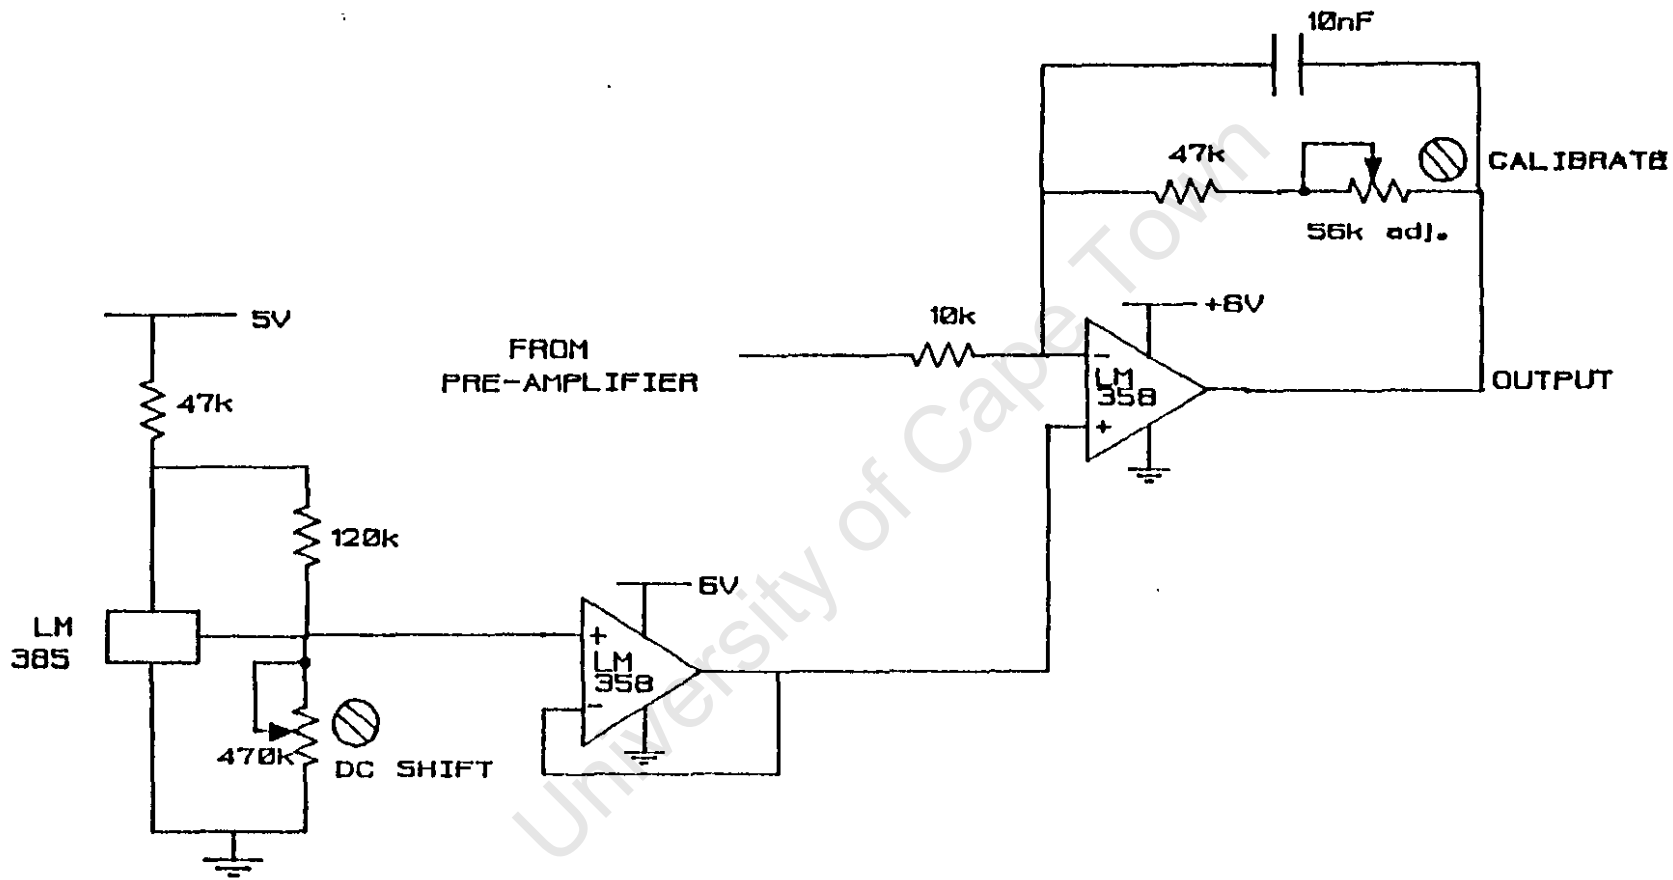 10nF
47k
CALIBRATE
56k adj.
5V
+6V
10k
FROM
PRE-AMPLIFIER
LM
358
OUTPUT
47k
120k
6V
LM
385
LM
358
470k
DC SHIFT
University of Cape Town